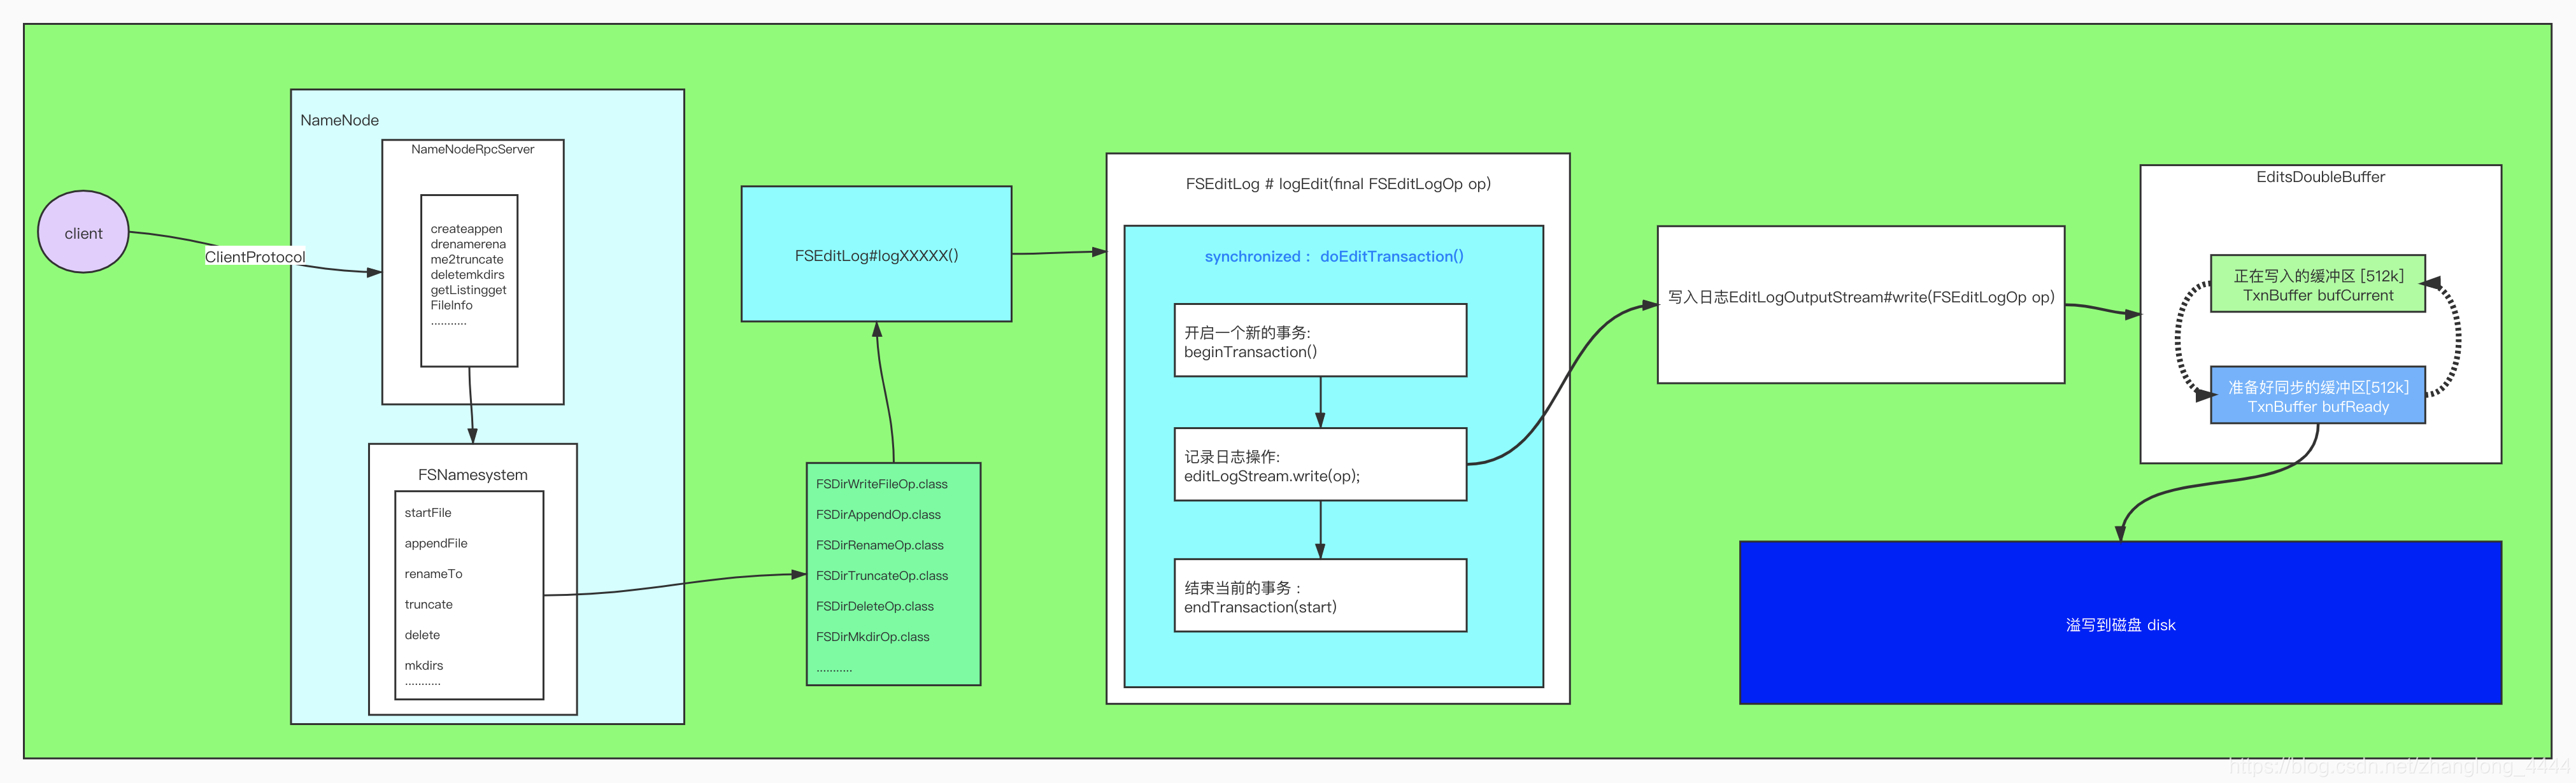 NameNode
NameNodeRpcServer
createappen
drenamerena
me2truncate
deletemkdirs
getListingget
FileInfo
...........
client
ClientProtocol
FSNamesystem
startFile
appendFile
renameTo
truncate
delete
mkdirs
...........
FSDirWriteFileOp.class
FSDirAppendOp.class
FSDirRenameOp.class
FSDirTruncateOp.class
FSDirDeleteOp.class
FSDirMkdirOp.class
...........
FSEditLog#logXXXXX()
FSEditLog # logEdit(final FSEditLogOp op)
synchronized : doEditTransaction()
开启一个新的事务:
beginTransaction()
记录日志操作:
editLogStream.write(op);
结束当前的事务 :
endTransaction(start)
写入日志EditLogOutputStream#write(FSEditLogOp op)
EditsDoubleBuffer
正在写入的缓冲区 [512k]
TxnBuffer bufCurrent
准备好同步的缓冲区[512k]
TxnBuffer bufReady
溢写到磁盘 disk
https://blog.csdn.net/zhanglong_4444